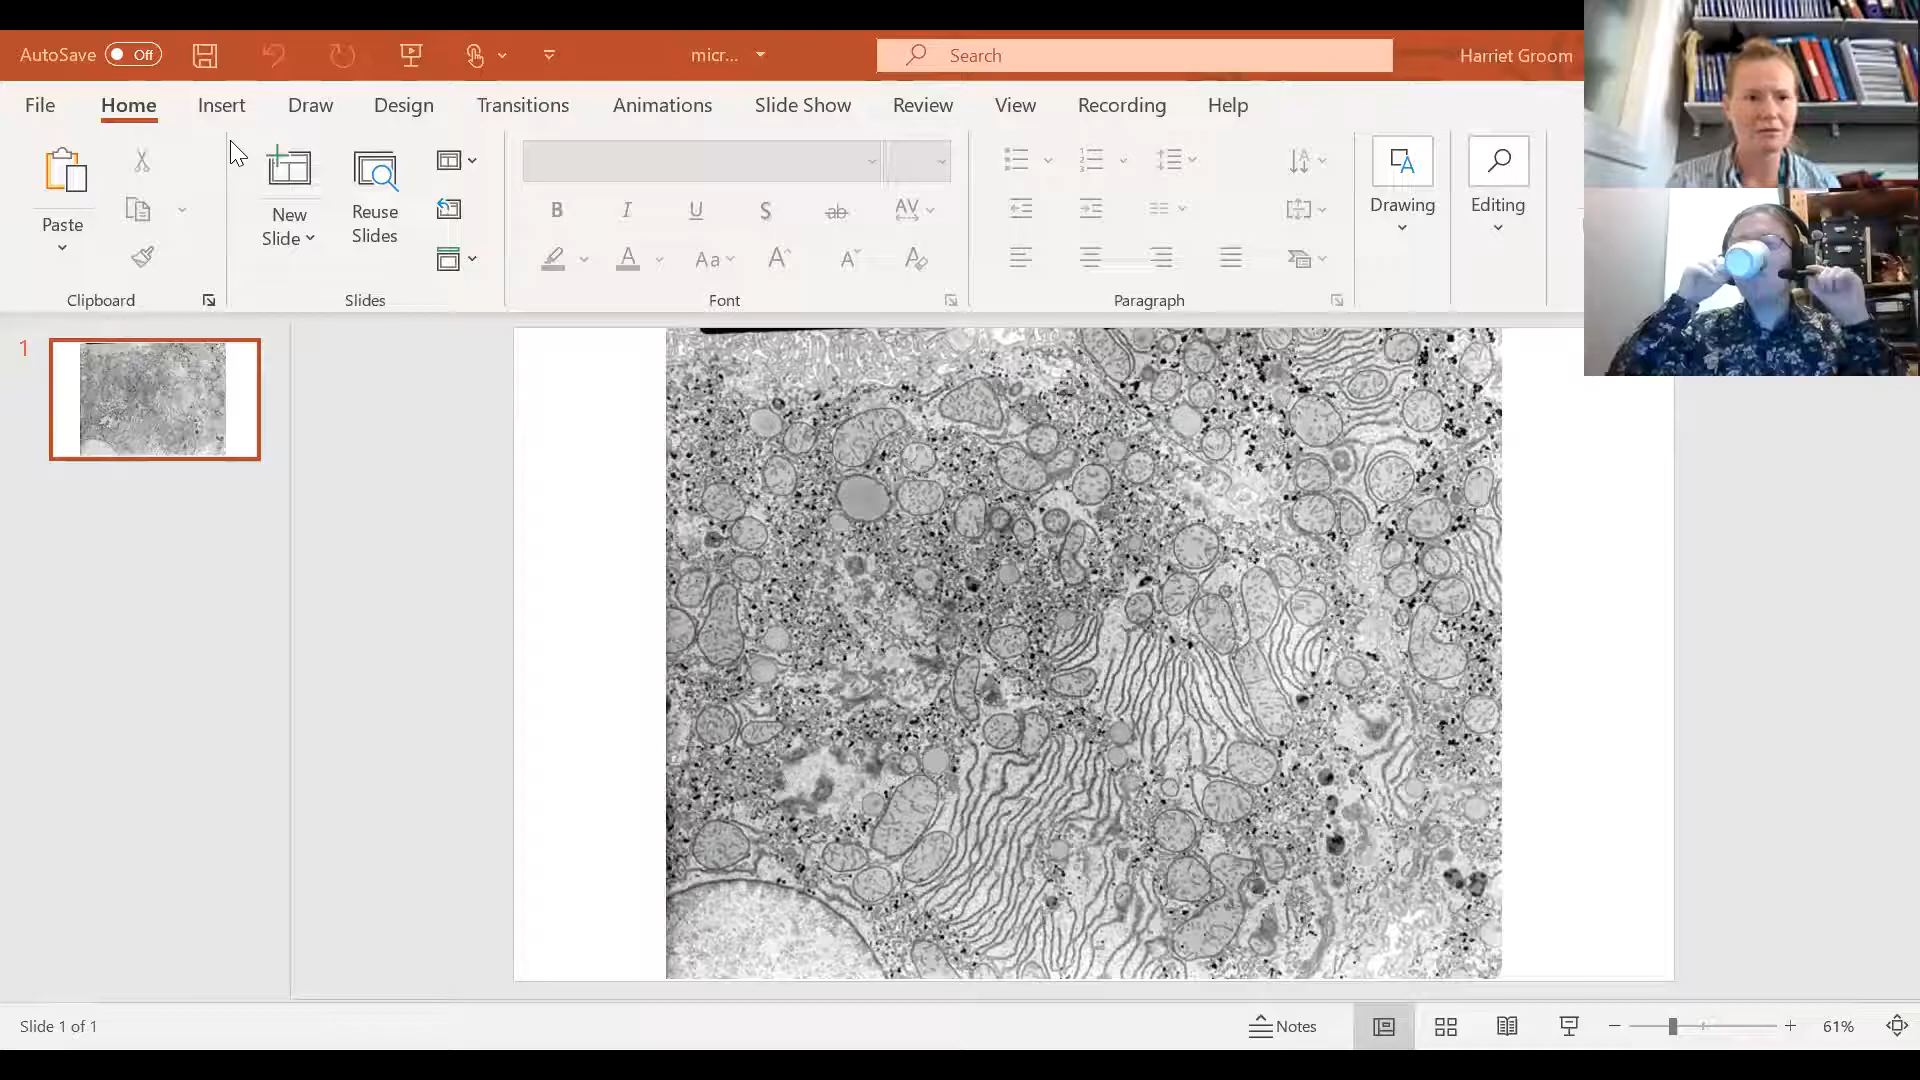 AutoSave Off micr... Search Harriet Groom
File Home Insert Draw Design Transitions Animations Slide Show Review View Recording Help
Paste
New
Slide
Reuse
Slides
B I U S ab AV
A Aa A A A
Drawing
Editing
Clipboard Slides Font Paragraph
1
Slide 1 of 1 Notes 61%